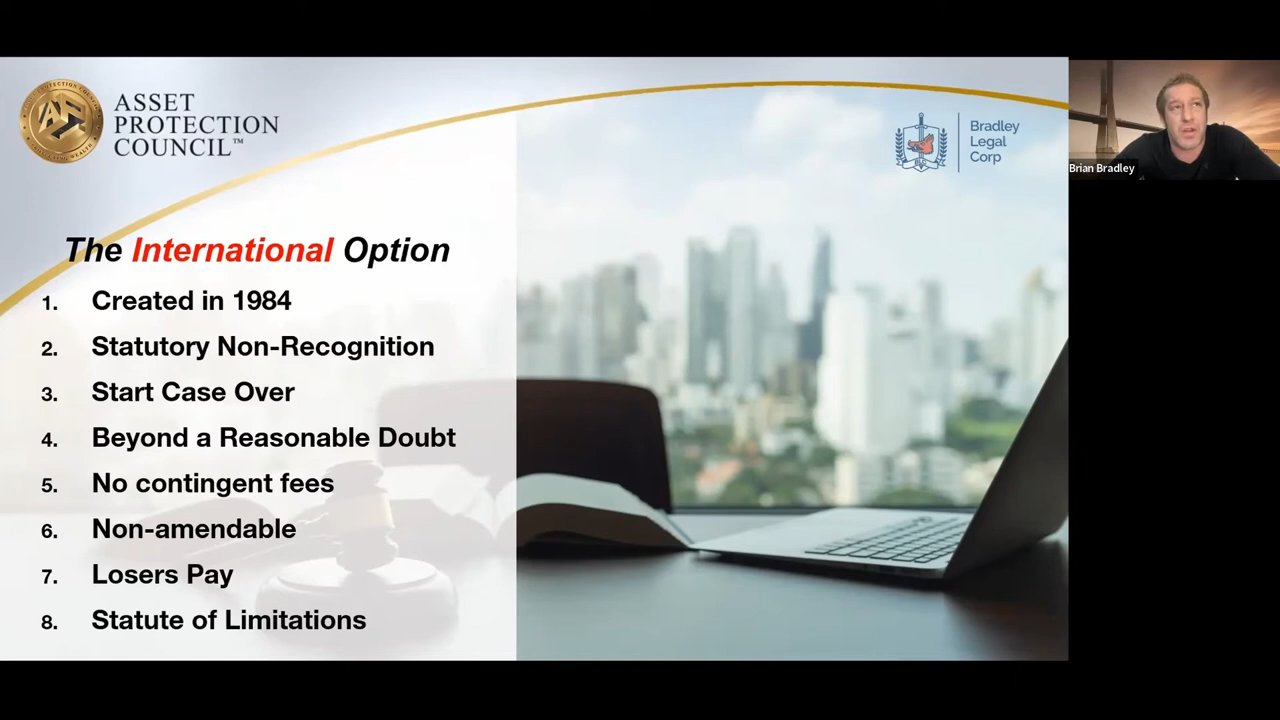 ASSET
PROTECTION
COUNCIL™
Bradley
Legal
Corp
Brian Bradley
The International Option
1. Created in 1984
2. Statutory Non-Recognition
3. Start Case Over
4. Beyond a Reasonable Doubt
5. No contingent fees
6. Non-amendable
7. Losers Pay
8. Statute of Limitations